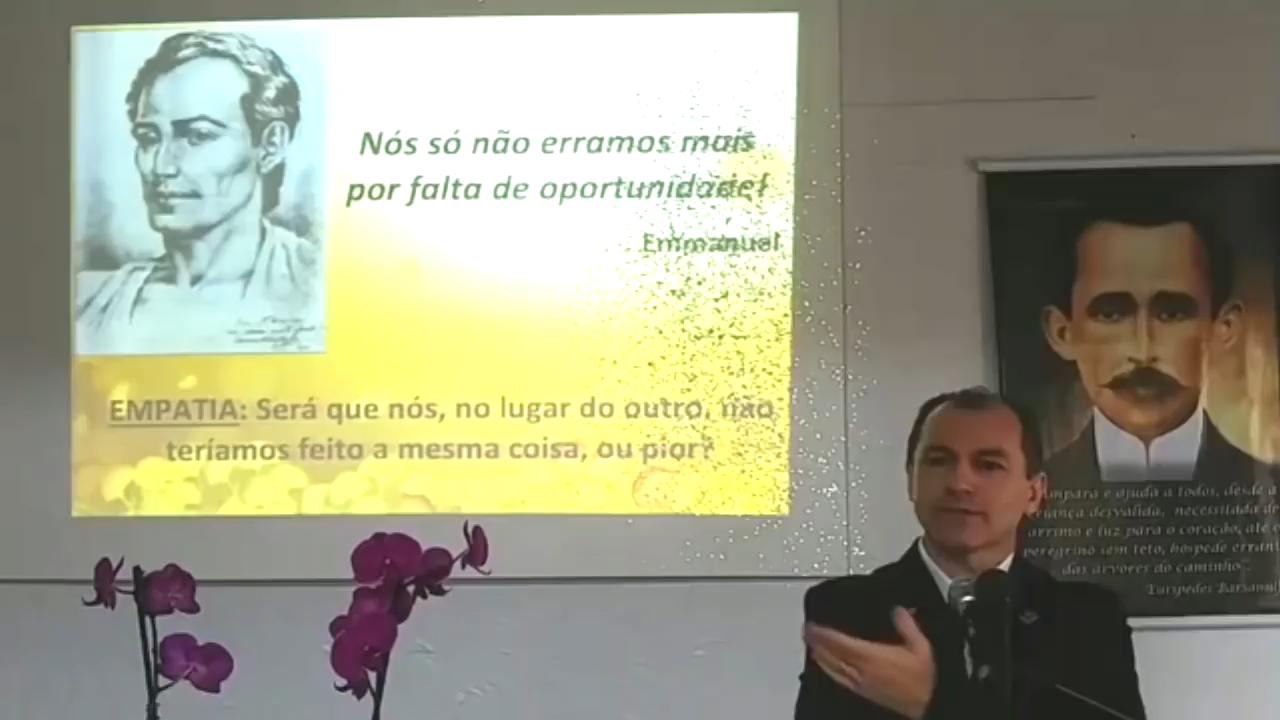 Nós só não erramos mais
por falta de oportunidade!
Emmanuel
EMPATIA: Será que nós, no lugar do outro, não
teríamos feito a mesma coisa, ou pior?
Ampara e ajuda a todos, desde a
criança desvalida, necessitada de
arrimo e luz para o coração, até o
peregrino sem teto, hóspede errant
das árvores do caminho".
Eurípedes Barsanulf